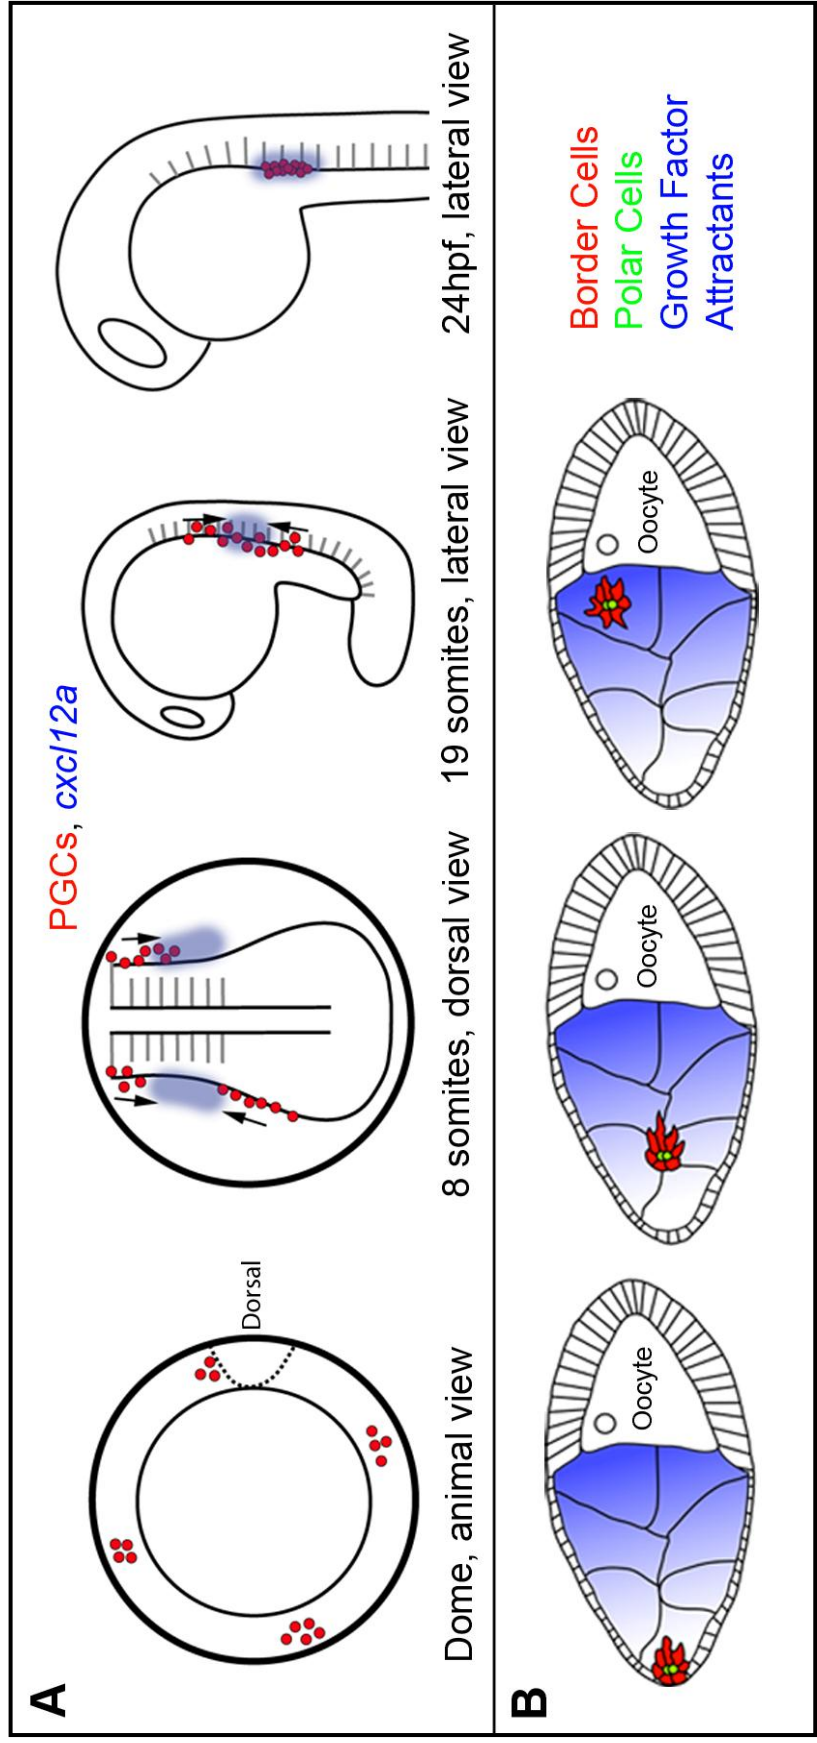 A
PGCs, cxcl12a
Dorsal
Dome, animal view
8 somites, dorsal view
19 somites, lateral view
24hpf, lateral view
B
Oocyte
Oocyte
Oocyte
Border Cells
Polar Cells
Growth Factor
Attractants